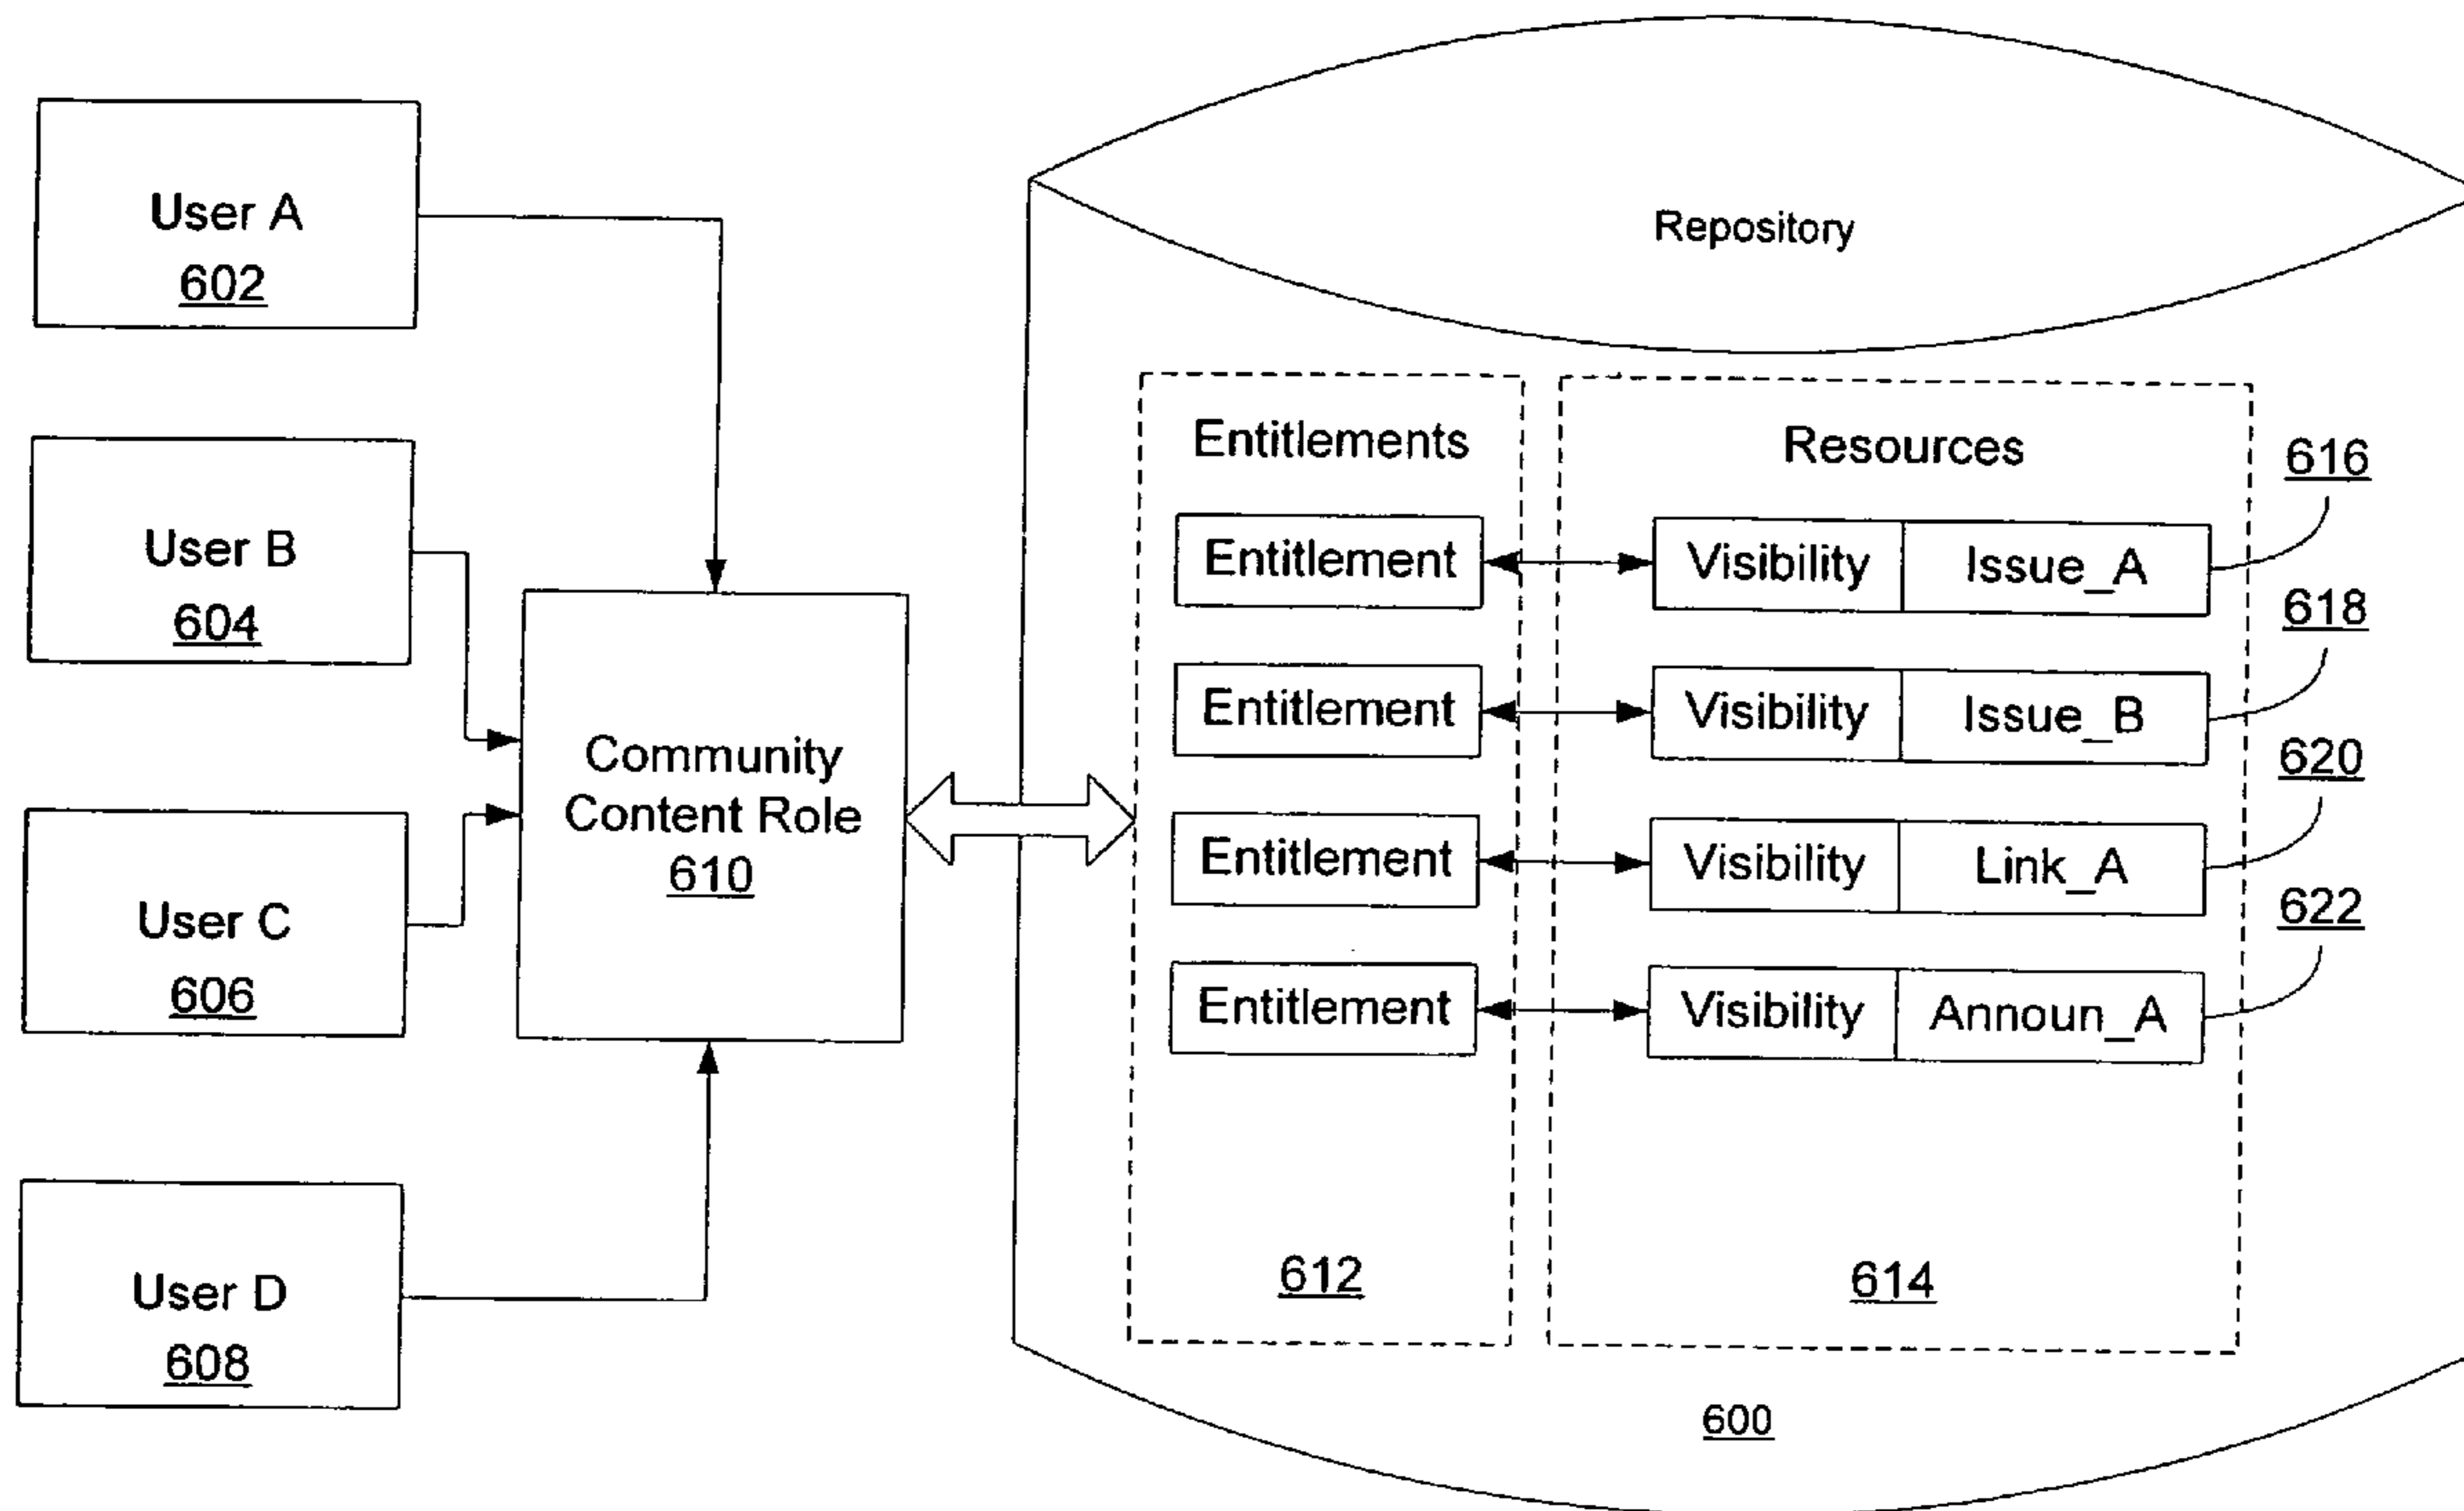 User A
602
User B
604
User C
606
User D
608
Community
Content Role
610
Repository
Entitlements
Entitlement
Entitlement
Entitlement
Entitlement
612
Resources
Visibility Issue_A
Visibility Issue_B
Visibility Link_A
Visibility Announ_A
614
616
618
620
622
600